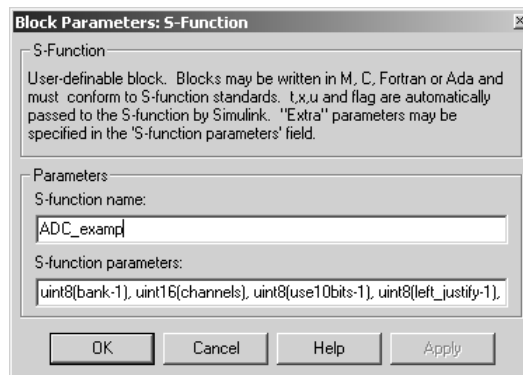 Block Parameters: S-Function
S-Function
User-definable block. Blocks may be written in M, C, Fortran or Ada and
must conform to S-function standards. t,x,u and flag are automatically
passed to the S-function by Simulink. "Extra" parameters may be
specified in the 'S-function parameters' field.
Parameters
S-function name:
ADC_examp
S-function parameters:
uint8(bank-1), uint16(channels), uint8(use10bits-1), uint8(left_justify-1),
OK Cancel Help Apply